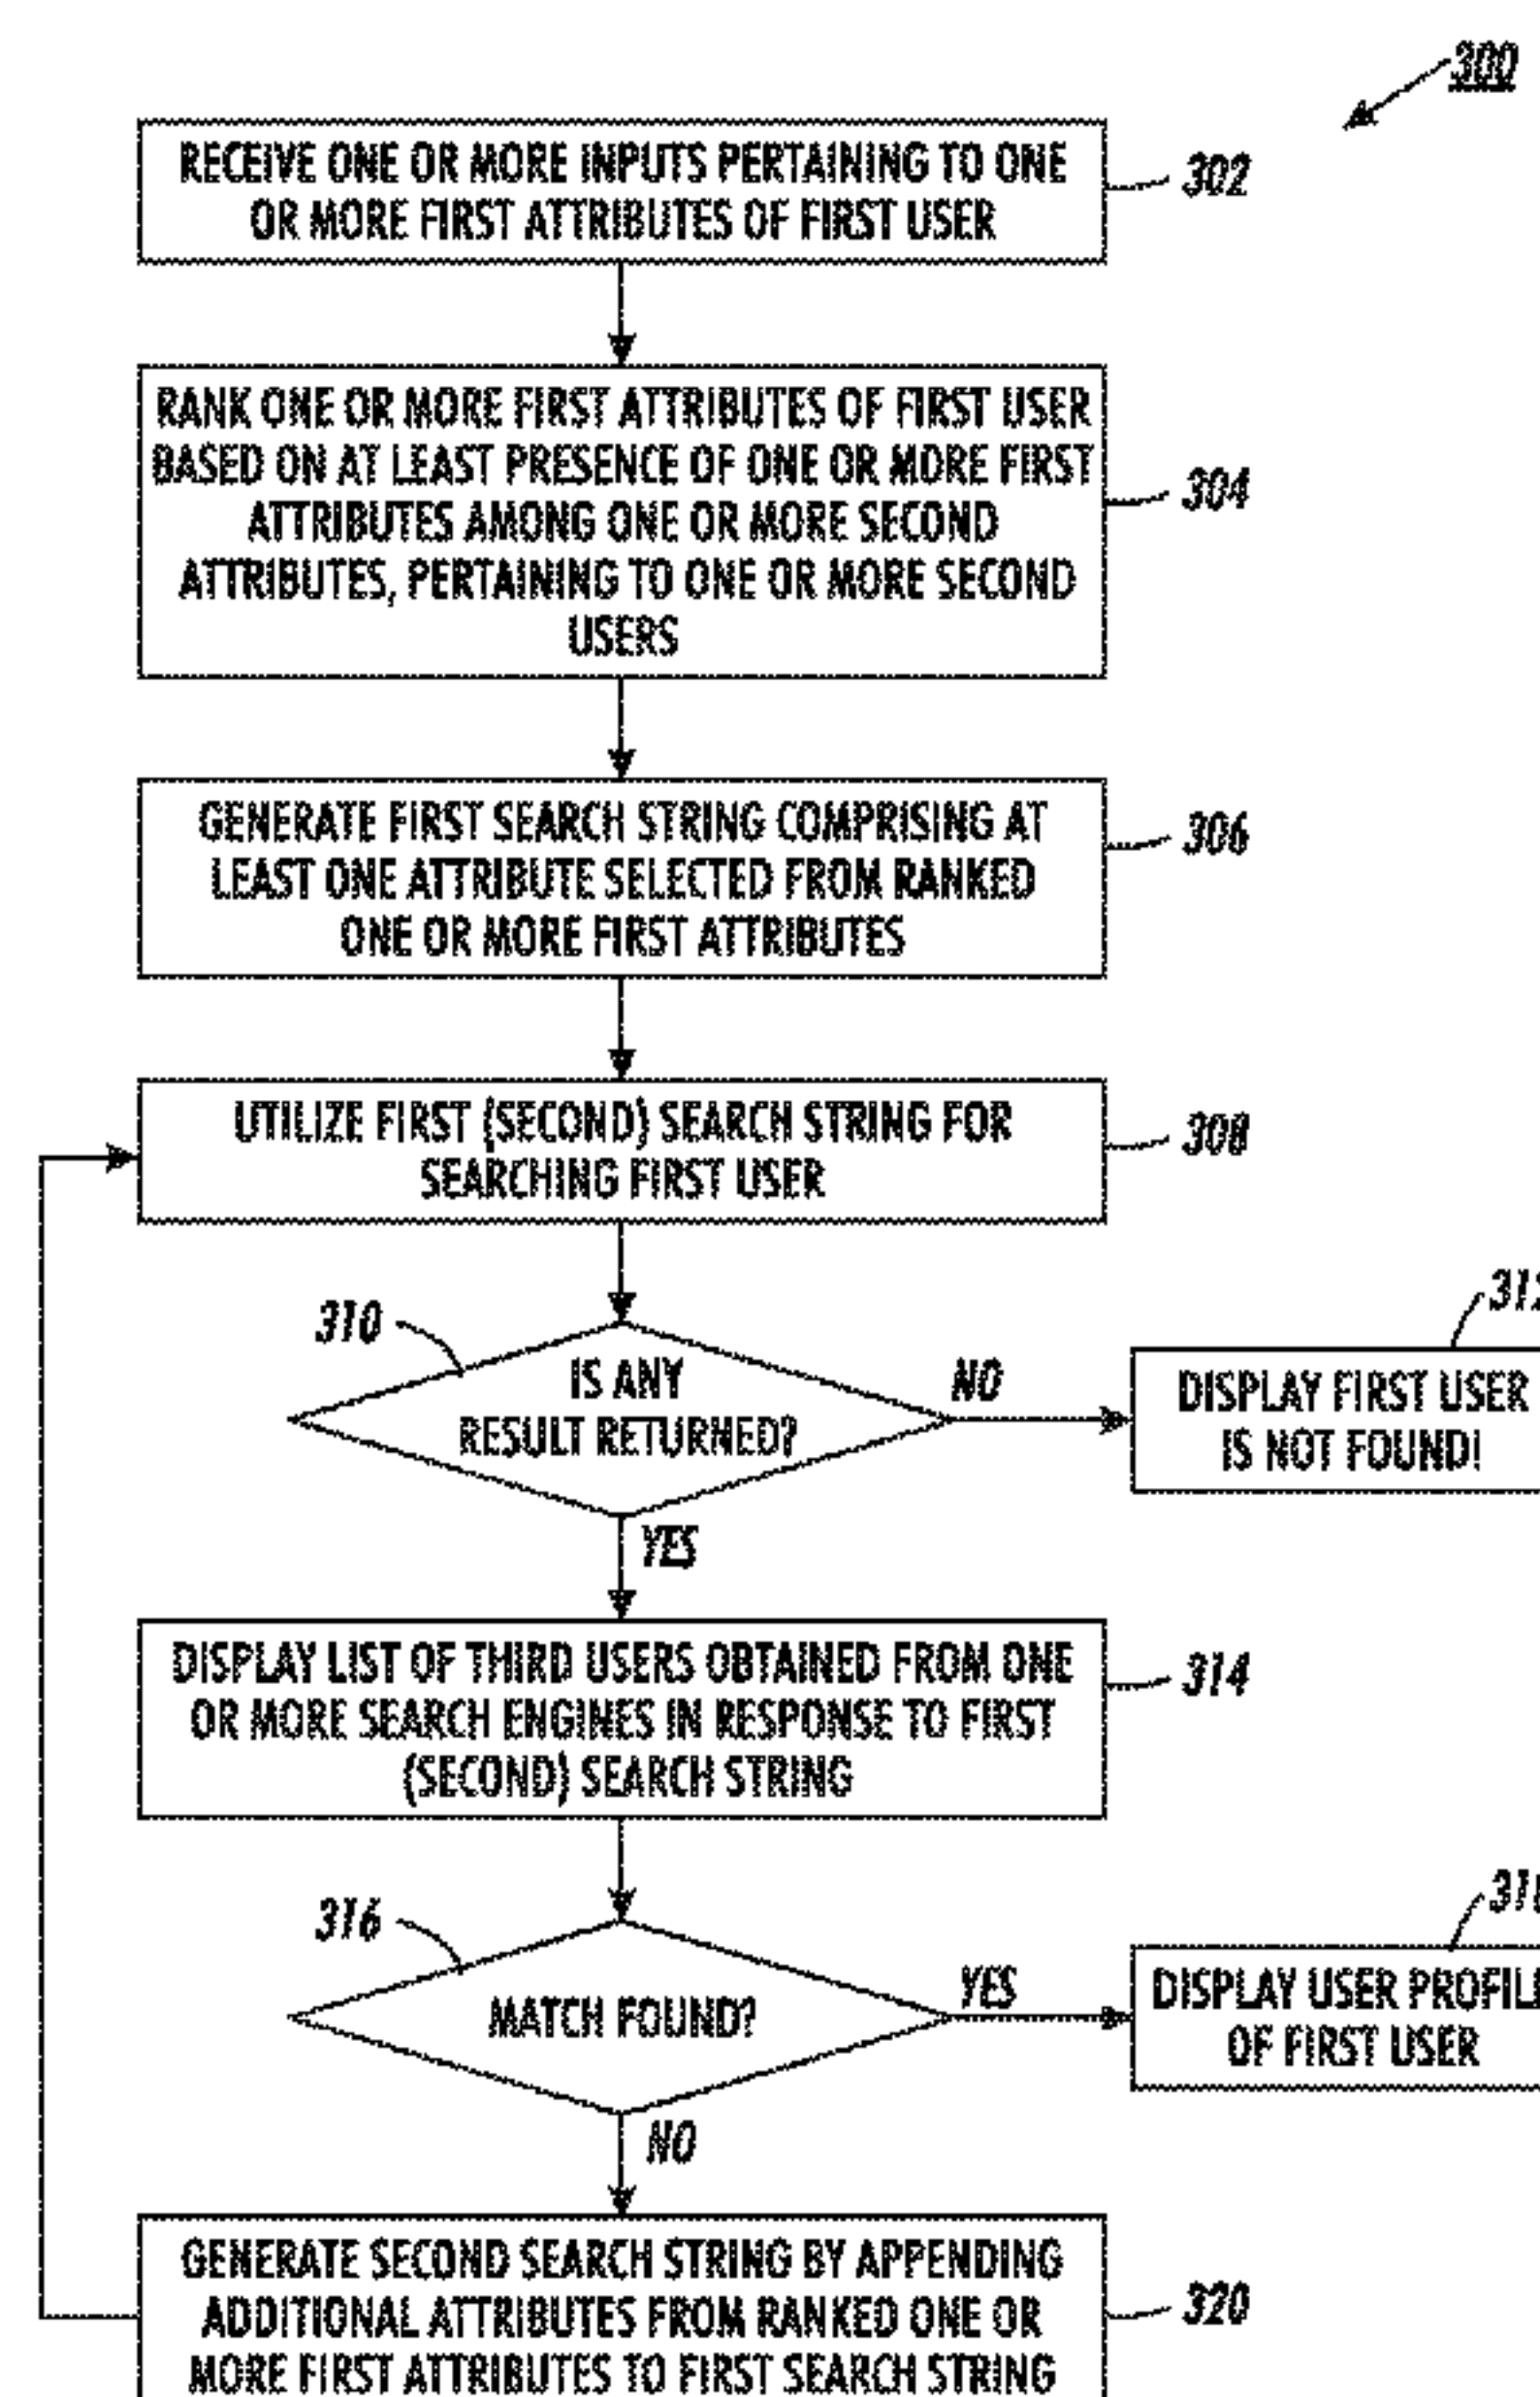 300
RECEIVE ONE OR MORE INPUTS PERTAINING TO ONE
OR MORE FIRST ATTRIBUTES OF FIRST USER
302
RANK ONE OR MORE FIRST ATTRIBUTES OF FIRST USER
BASED ON AT LEAST PRESENCE OF ONE OR MORE FIRST
ATTRIBUTES AMONG ONE OR MORE SECOND
ATTRIBUTES, PERTAINING TO ONE OR MORE SECOND
USERS
304
GENERATE FIRST SEARCH STRING COMPRISING AT
LEAST ONE ATTRIBUTE SELECTED FROM RANKED
ONE OR MORE FIRST ATTRIBUTES
306
UTILIZE FIRST (SECOND) SEARCH STRING FOR
SEARCHING FIRST USER
308
310
IS ANY
RESULT RETURNED?
NO
DISPLAY FIRST USER
IS NOT FOUND!
YES
DISPLAY LIST OF THIRD USERS OBTAINED FROM ONE
OR MORE SEARCH ENGINES IN RESPONSE TO FIRST
(SECOND) SEARCH STRING
314
316
MATCH FOUND?
YES
DISPLAY USER PROFIL
OF FIRST USER
NO
GENERATE SECOND SEARCH STRING BY APPENDING
ADDITIONAL ATTRIBUTES FROM RANKED ONE OR
MORE FIRST ATTRIBUTES TO FIRST SEARCH STRING
320